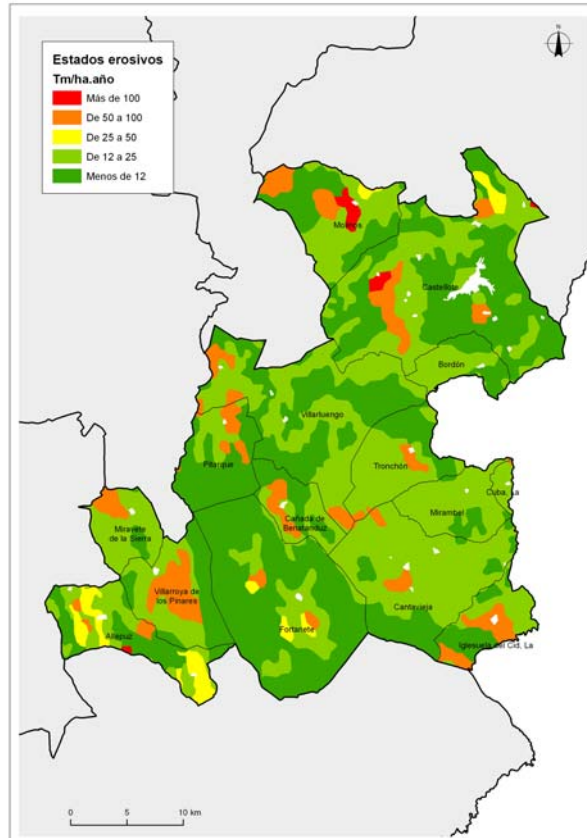 Estados erosivos
Tm/ha.año
Más de 100
De 50 a 100
De 25 a 50
De 12 a 25
Menos de 12
N
Molinos
Castellote
Bordón
Villarluengo
Pitarque
Tronchón
Cuba, La
Mirambel
Cañada de
Benatanduz
Miravete
de la Sierra
Villarroya de
los Pinares
Cantavieja
Allepuz
Fortanete
Iglesuela del Cid, La
0 5 10 km